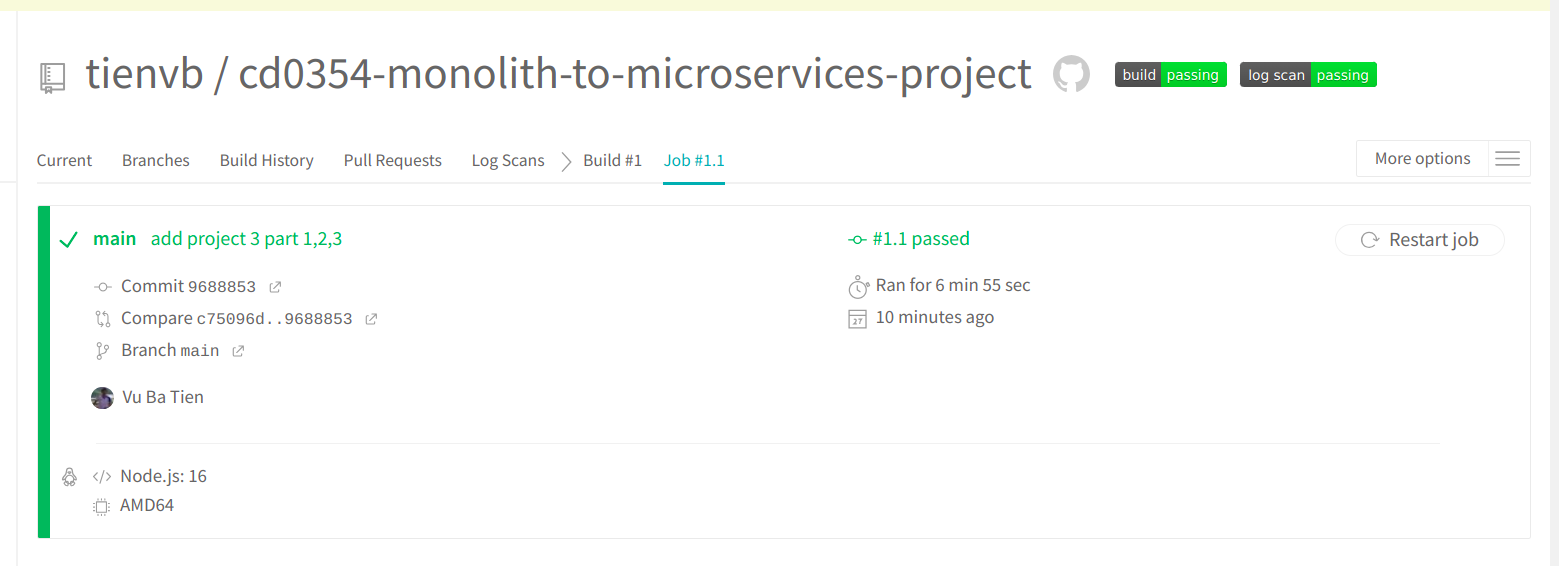 tienvb / cd0354-monolith-to-microservices-project build passing log scan passing
Current Branches Build History Pull Requests Log Scans Build #1 Job #1.1 More options
main add project 3 part 1,2,3 #1.1 passed Restart job
Commit 9688853 Ran for 6 min 55 sec
Compare c75096d..9688853 27 10 minutes ago
Branch main
Vu Ba Tien
</> Node.js: 16
AMD64